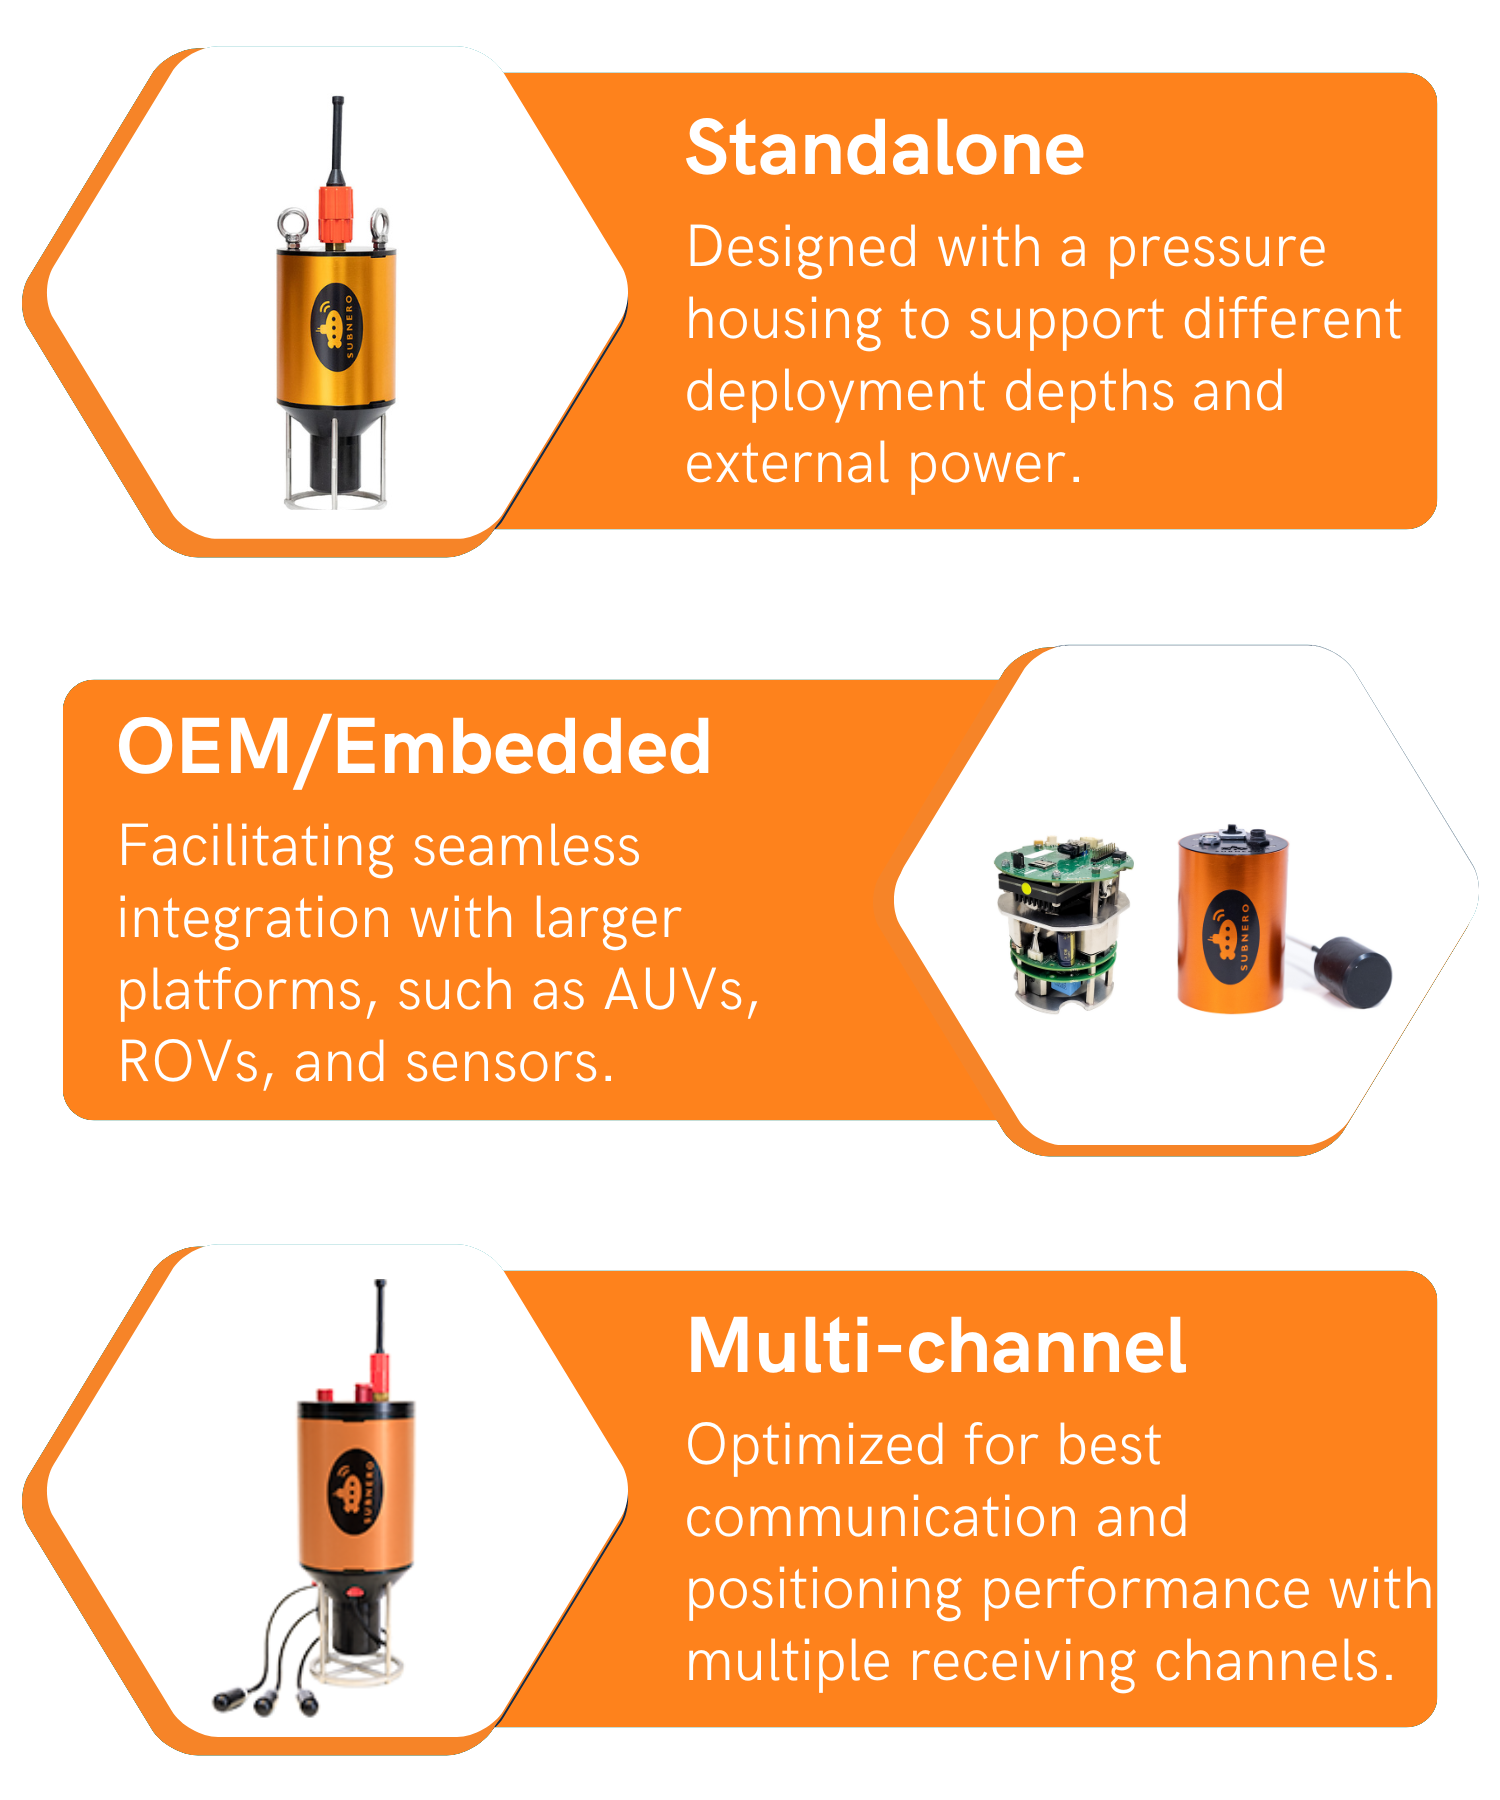 Standalone
Designed with a pressure
housing to support different
deployment depths and
external power.
SUBNERO
OEM/Embedded
Facilitating seamless
integration with larger
platforms, such as AUVs,
ROVs, and sensors.
SUBNERO
Multi-channel
Optimized for best
communication and
positioning performance with
multiple receiving channels.
SUBNERO